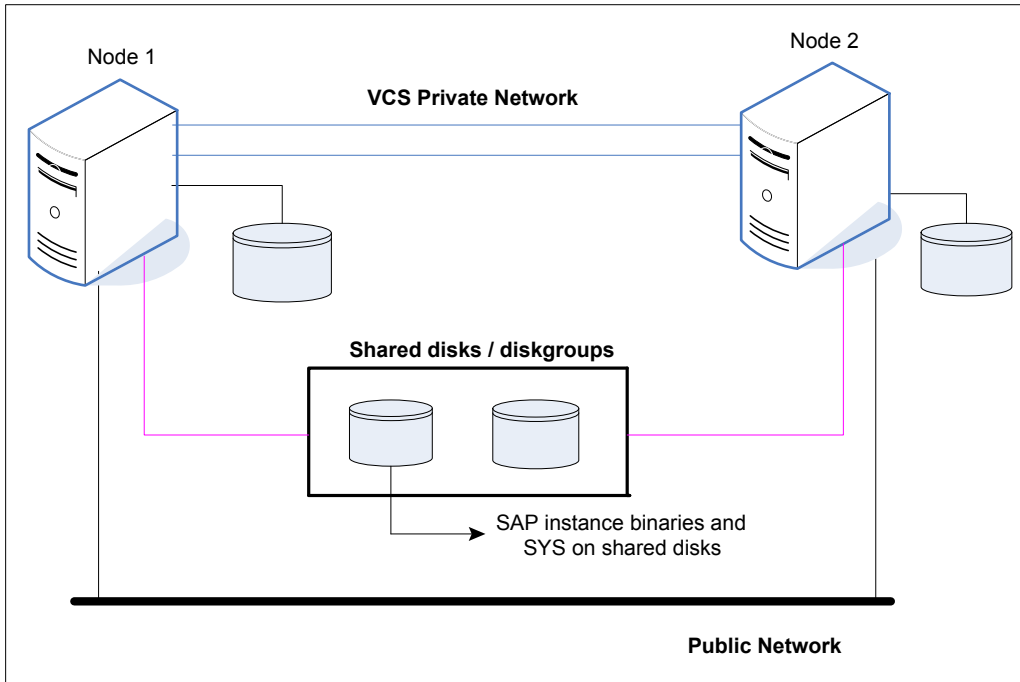 Node 1
Node 2
VCS Private Network
Shared disks / diskgroups
SAP instance binaries and
SYS on shared disks
Public Network